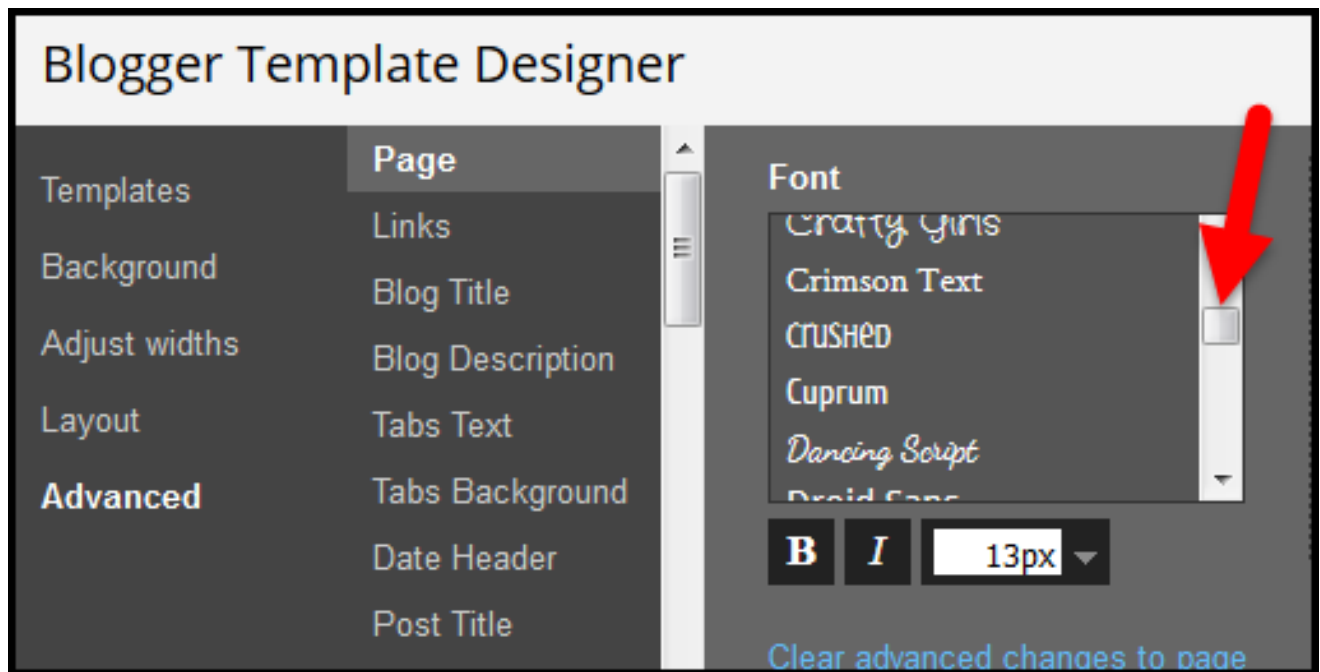 Blogger Template Designer
Templates
Background
Adjust widths
Layout
Advanced
Page
Links
Blog Title
Blog Description
Tabs Text
Tabs Background
Date Header
Post Title
Font
Crafty Girls
Crimson Text
Crushed
Cuprum
Dancing Script
Droid Sans
B I 13px
Clear advanced changes to page